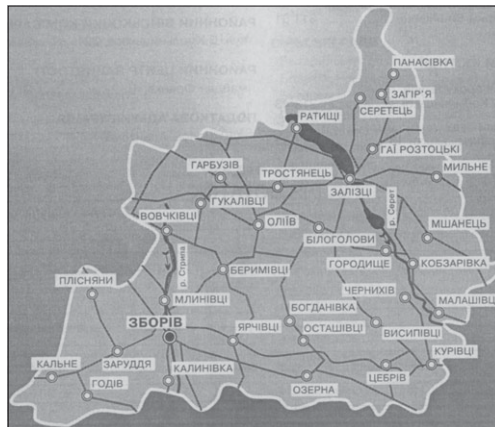 ПАНАСІВКА
ЗАГІР'Я
СЕРЕТЕЦЬ
РАТИЩІ
ГАЇ РОЗТОЦЬКІ
ГАРБУЗІВ
ТРОСТЯНЕЦЬ
МИЛЬНЕ
ЗАЛІЗЦІ
ГУКАЛІВЦІ
р. Серет
ВОВЧКІВЦІ
ОЛІЇВ
МШАНЕЦЬ
БІЛОГОЛОВИ
р. Стрипа
ГОРОДИЩЕ
КОБЗАРІВКА
БЕРИМІВЦІ
ПЛІСНЯНИ
ЧЕРНИХІВ
МЛИНІВЦІ
МАЛАШІВЦІ
БОГДАНІВКА
ЗБОРІВ
ЯРЧІВЦІ
ОСТАШІВЦІ
ВИСИПІВЦІ
КУРІВЦІ
КАЛЬНЕ
ЗАРУДДЯ
КАЛИНІВКА
ЦЕБРІВ
ГОДІВ
ОЗЕРНА